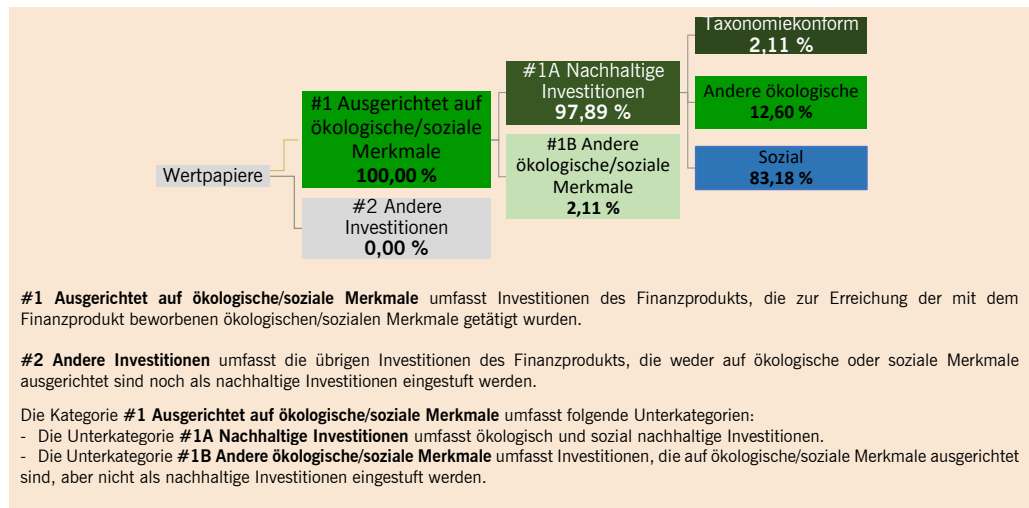 Wertpapiere
#1 Ausgerichtet auf
ökologische/soziale
Merkmale
100,00 %
#2 Andere
Investitionen
0,00 %
#1A Nachhaltige
Investitionen
97,89 %
#1B Andere
ökologische/soziale
Merkmale
2,11 %
Taxonomiekonform
2,11 %
Andere ökologische
12,60 %
Sozial
83,18 %
#1 Ausgerichtet auf ökologische/soziale Merkmale umfasst Investitionen des Finanzprodukts, die zur Erreichung der mit dem
Finanzprodukt beworbenen ökologischen/sozialen Merkmale getätigt wurden.
#2 Andere Investitionen umfasst die übrigen Investitionen des Finanzprodukts, die weder auf ökologische oder soziale Merkmale
ausgerichtet sind noch als nachhaltige Investitionen eingestuft werden.
Die Kategorie #1 Ausgerichtet auf ökologische/soziale Merkmale umfasst folgende Unterkategorien:
- Die Unterkategorie #1A Nachhaltige Investitionen umfasst ökologisch und sozial nachhaltige Investitionen.
- Die Unterkategorie #1B Andere ökologische/soziale Merkmale umfasst Investitionen, die auf ökologische/soziale Merkmale ausgerichtet
sind, aber nicht als nachhaltige Investitionen eingestuft werden.